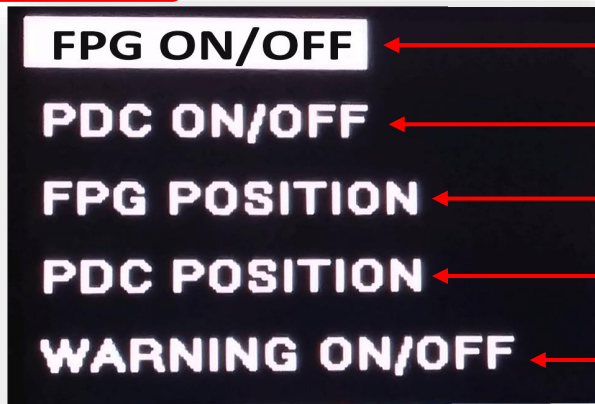 FPG ON/OFF
PDC ON/OFF
FPG POSITION
PDC POSITION
WARNING ON/OFF